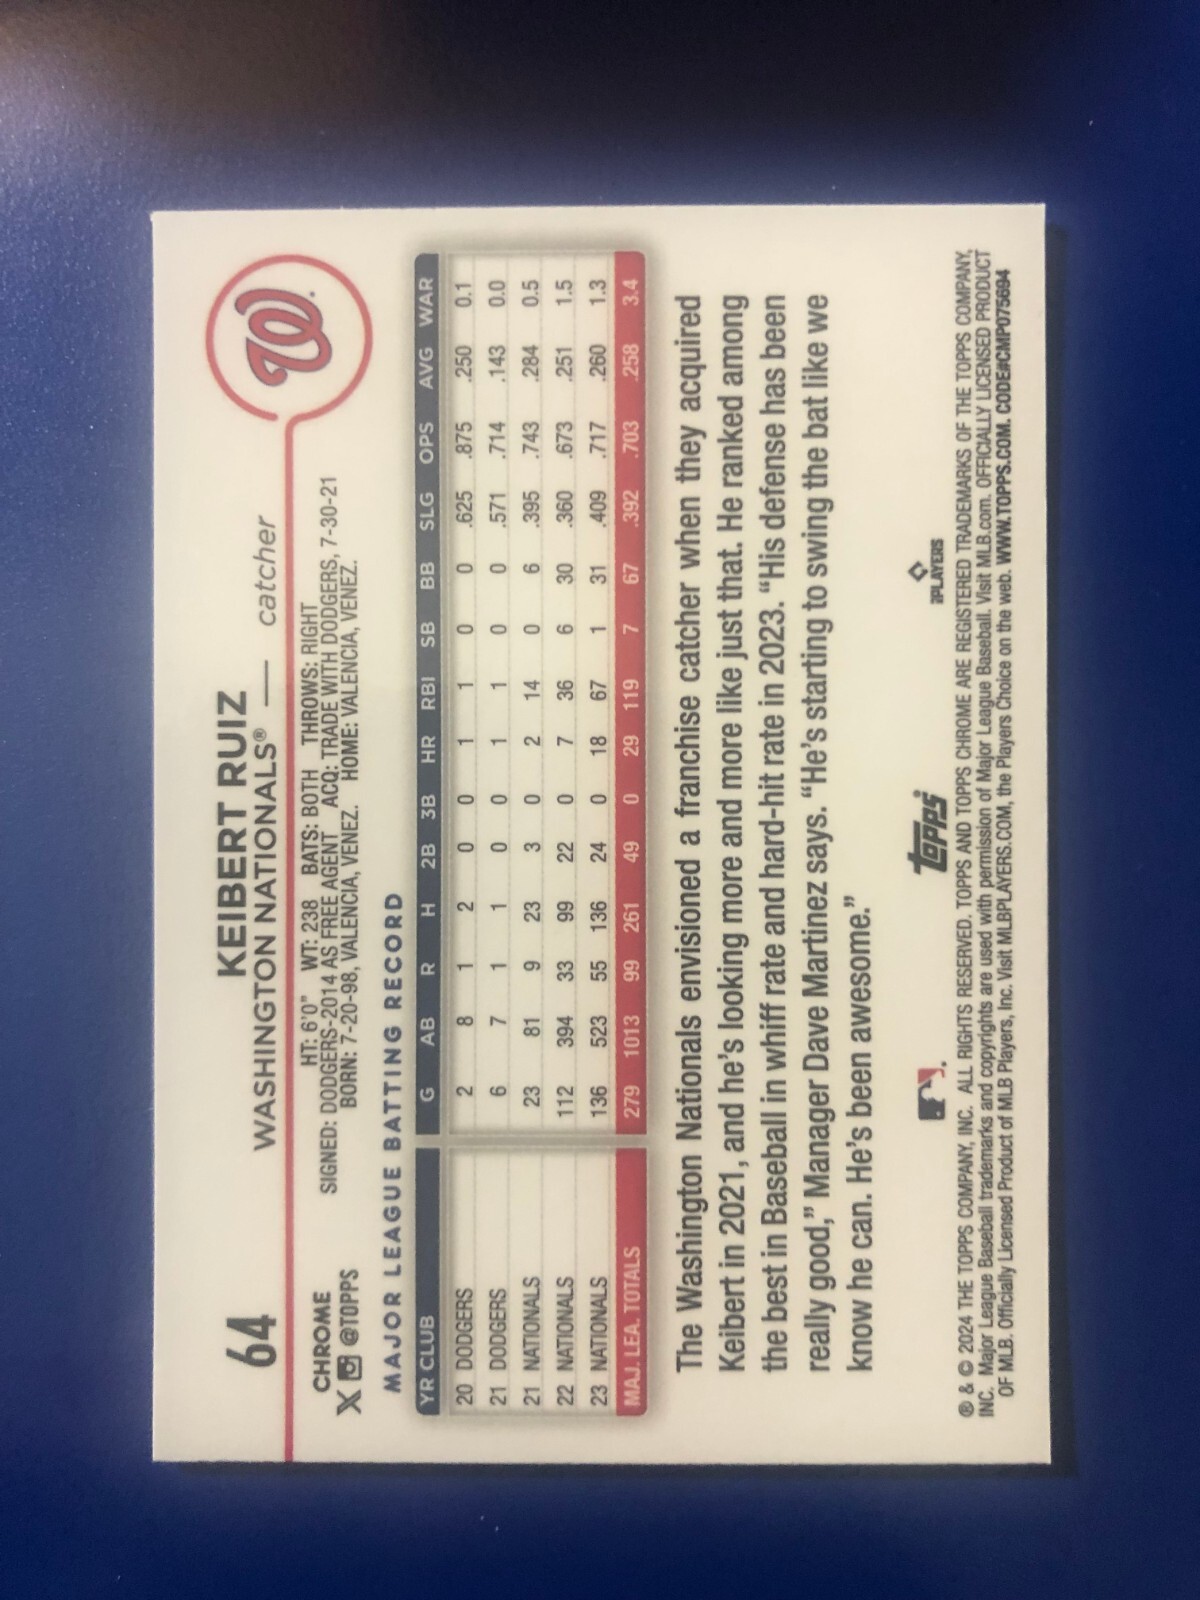 64
KEIBERT RUIZ
WASHINGTON NATIONALS® — catcher
W
CHROME
X @TOPPS
HT: 6'0" WT: 238 BATS: BOTH THROWS: RIGHT
SIGNED: DODGERS-2014 AS FREE AGENT ACQ: TRADE WITH DODGERS, 7-30-21
BORN: 7-20-98, VALENCIA, VENEZ. HOME: VALENCIA, VENEZ.
MAJOR LEAGUE BATTING RECORD
YR CLUB G AB R H 2B 3B HR RBI SB BB SLG OPS AVG WAR
20 DODGERS 2 8 1 2 0 0 1 1 0 0 .625 .875 .250 0.1
21 DODGERS 6 7 1 1 0 0 1 1 0 0 .571 .714 .143 0.0
21 NATIONALS 23 81 9 23 3 0 2 14 0 6 .395 .743 .284 0.5
22 NATIONALS 112 394 33 99 22 0 7 36 6 30 .360 .673 .251 1.5
23 NATIONALS 136 523 55 136 24 0 18 67 1 31 .409 .717 .260 1.3
MAJ. LEA. TOTALS 279 1013 99 261 49 0 29 119 7 67 .392 .703 .258 3.4
The Washington Nationals envisioned a franchise catcher when they acquired
Keibert in 2021, and he's looking more and more like just that. He ranked among
the best in Baseball in whiff rate and hard-hit rate in 2023. “His defense has been
really good,” Manager Dave Martinez says. “He's starting to swing the bat like we
know he can. He's been awesome.”
topps
PLAYERS
® & © 2024 THE TOPPS COMPANY, INC. ALL RIGHTS RESERVED. TOPPS AND TOPPS CHROME ARE REGISTERED TRADEMARKS OF THE TOPPS COMPANY,
INC. Major League Baseball trademarks and copyrights are used with permission of Major League Baseball. Visit MLB.com. OFFICIALLY LICENSED PRODUCT
OF MLB. Officially Licensed Product of MLB Players, Inc. Visit MLBPLAYERS.COM, the Players Choice on the web. WWW.TOPPS.COM. CODE#CMP075694